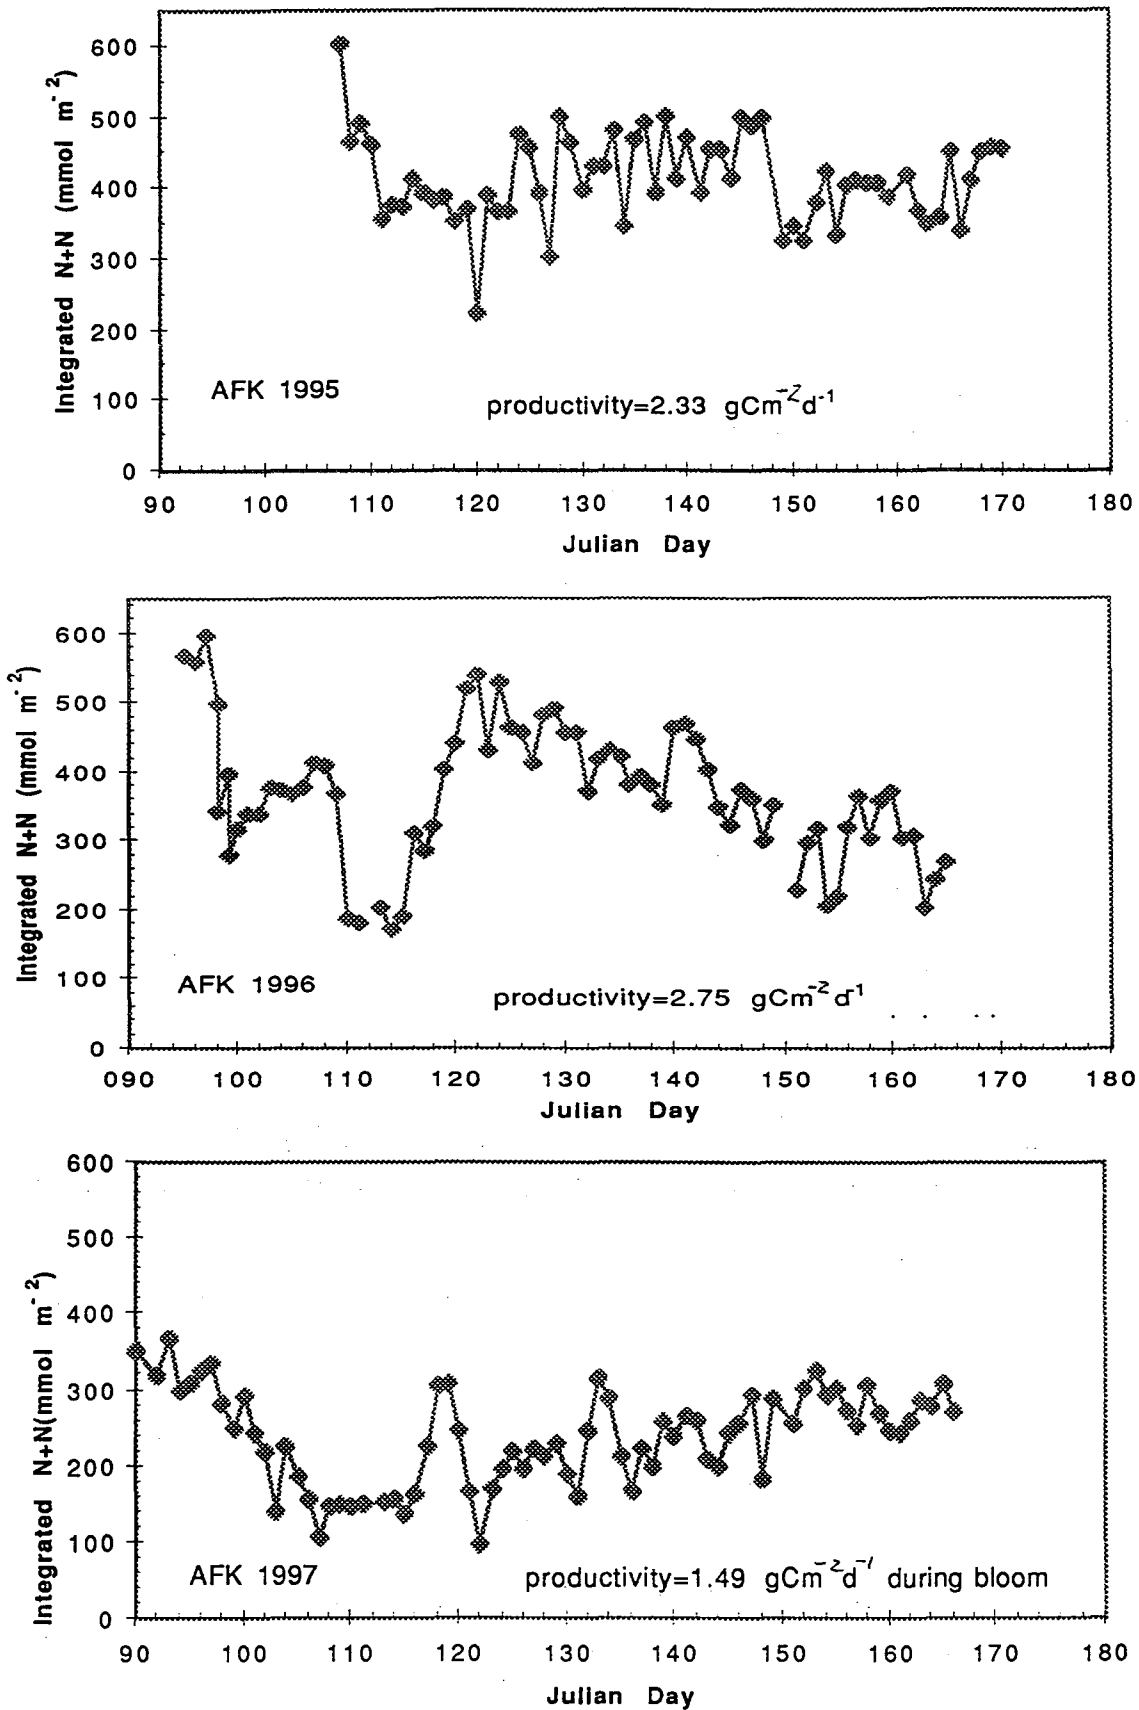 600
500
400
300
200
100
0
Integrated N+N (mmol m⁻²)
AFK 1995
productivity=2.33 gCm⁻²d⁻¹
90 100 110 120 130 140 150 160 170 180
Julian Day
600
500
400
300
200
100
0
Integrated N+N (mmol m⁻²)
AFK 1996
productivity=2.75 gCm⁻²d⁻¹
090 100 110 120 130 140 150 160 170 180
Julian Day
600
500
400
300
200
100
0
Integrated N+N(mmol m⁻²)
AFK 1997
productivity=1.49 gCm⁻²d⁻¹ during bloom
90 100 110 120 130 140 150 160 170 180
Julian Day